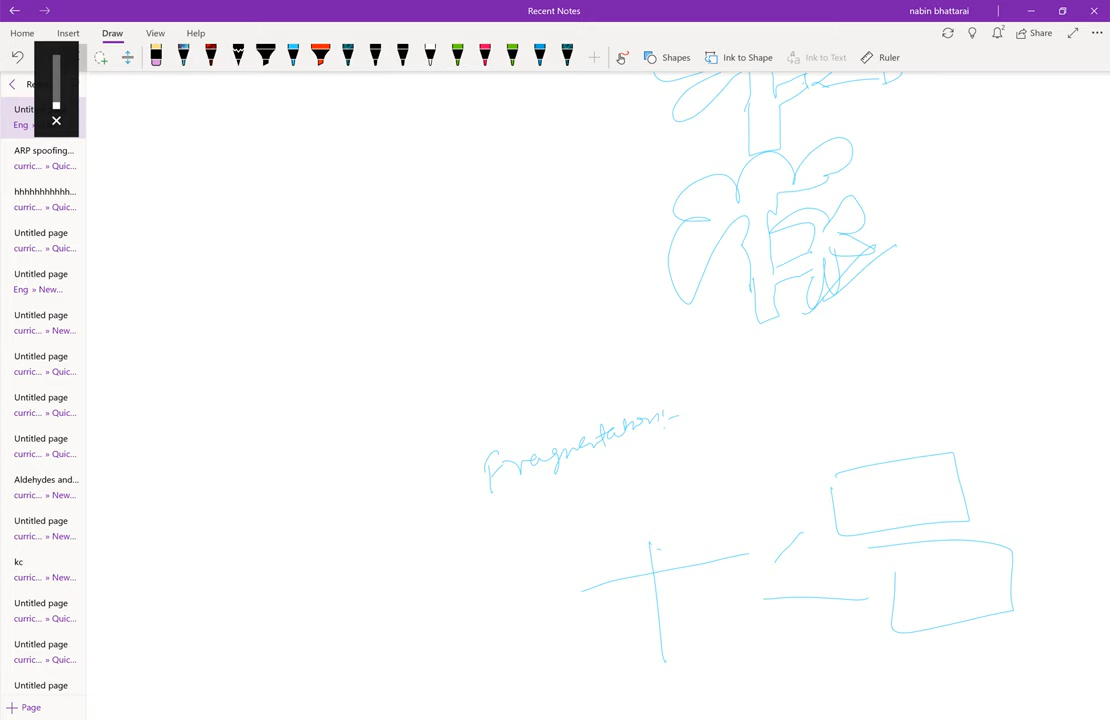 Recent Notes
nabin bhattarai
Home Insert Draw View Help
Share
Shapes Ink to Shape Ink to Text Ruler
Eng »
ARP spoofing...
curric... » Quic...
hhhhhhhhhhh...
curric... » Quic...
Untitled page
curric... » Quic...
Untitled page
Eng » New...
Untitled page
curric... » New...
Untitled page
curric... » Quic...
Untitled page
curric... » Quic...
Untitled page
curric... » Quic...
Aldehydes and...
curric... » New...
Untitled page
curric... » New...
kc
curric... » New...
Untitled page
curric... » Quic...
Untitled page
curric... » Quic...
Untitled page
Page
Fragmentation:-